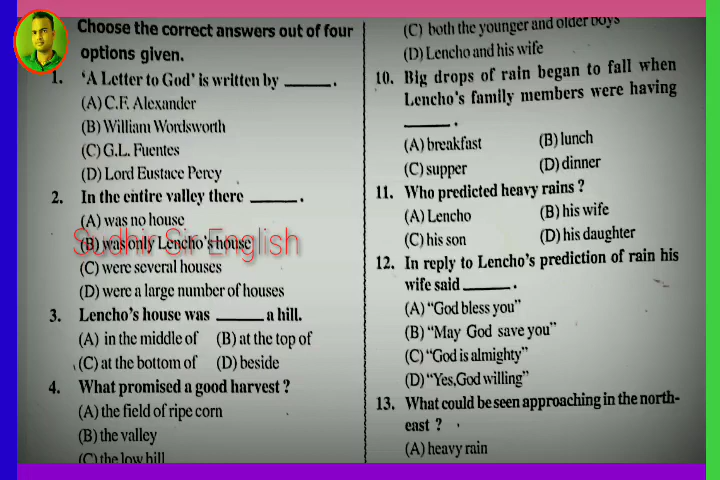 Choose the correct answers out of four
options given.
1. ‘A Letter to God’ is written by ______.
(A) C.F. Alexander
(B) William Wordsworth
(C) G.L. Fuentes
(D) Lord Eustace Percy
2. In the entire valley there ______.
(A) was no house
(B) was only Lencho's house
Sudhir Sir English
(C) were several houses
(D) were a large number of houses
3. Lencho's house was ______ a hill.
(A) in the middle of (B) at the top of
(C) at the bottom of (D) beside
4. What promised a good harvest ?
(A) the field of ripe corn
(B) the valley
(C) the low hill
(C) both the younger and older boys
(D) Lencho and his wife
10. Big drops of rain began to fall when
Lencho's family members were having
______.
(A) breakfast (B) lunch
(C) supper (D) dinner
11. Who predicted heavy rains ?
(A) Lencho (B) his wife
(C) his son (D) his daughter
12. In reply to Lencho's prediction of rain his
wife said ______.
(A) “God bless you”
(B) “May God save you”
(C) “God is almighty”
(D) “Yes,God willing”
13. What could be seen approaching in the north-
east ?
(A) heavy rain